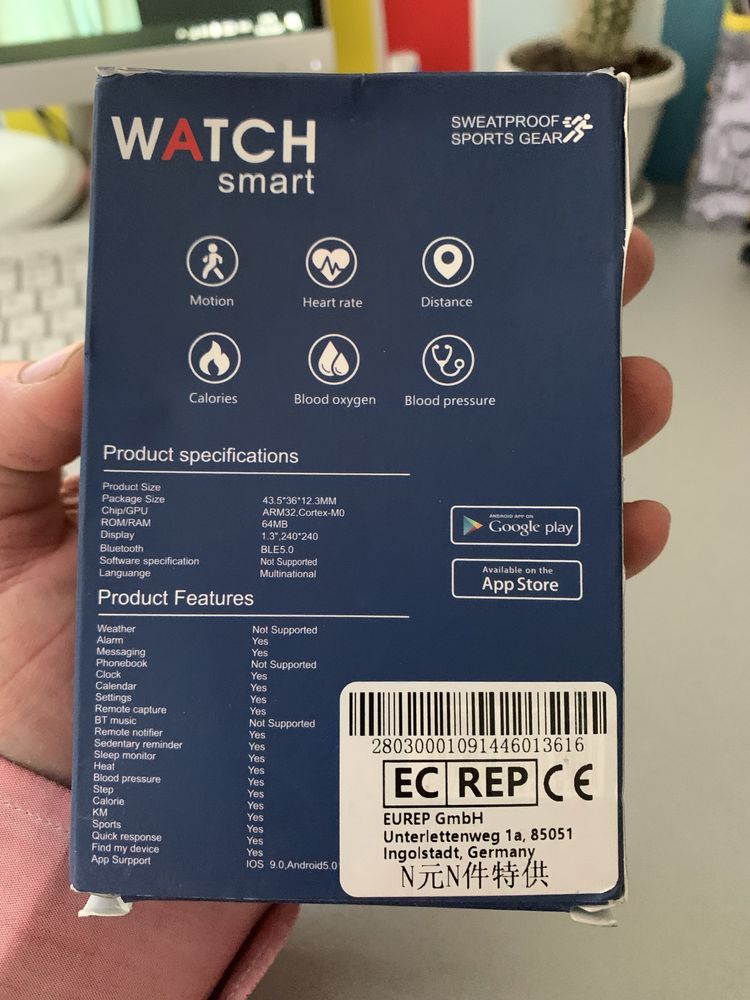 WATCH
smart
SWEATPROOF
SPORTS GEAR
Motion
Heart rate
Distance
Calories
Blood oxygen
Blood pressure
Product specifications
Product Size
Package Size 43.5*36*12.3MM
Chip/GPU ARM32,Cortex-M0
ROM/RAM 64MB
Display 1.3",240*240
Bluetooth BLE5.0
Software specification Not Supported
Languange Multinational
ANDROID APP ON
Google play
Available on the
App Store
Product Features
Weather Not Supported
Alarm Yes
Messaging Yes
Phonebook Not Supported
Clock Yes
Calendar Yes
Settings Yes
Remote capture Yes
BT music Not Supported
Remote notifier Yes
Sedentary reminder Yes
Sleep monitor Yes
Heat Yes
Blood pressure Yes
Step Yes
Calorie Yes
KM Yes
Sports Yes
Quick response Yes
Find my device Yes
App Surpport IOS 9.0,Android5.0
28030001091446013616
EC REP CE
EUREP GmbH
Unterlettenweg 1a, 85051
Ingolstadt, Germany
N元N件特供